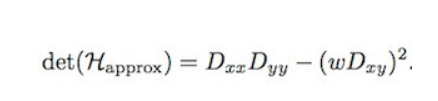 det(ℋ_approx) = D_xx D_yy − (wD_xy)².